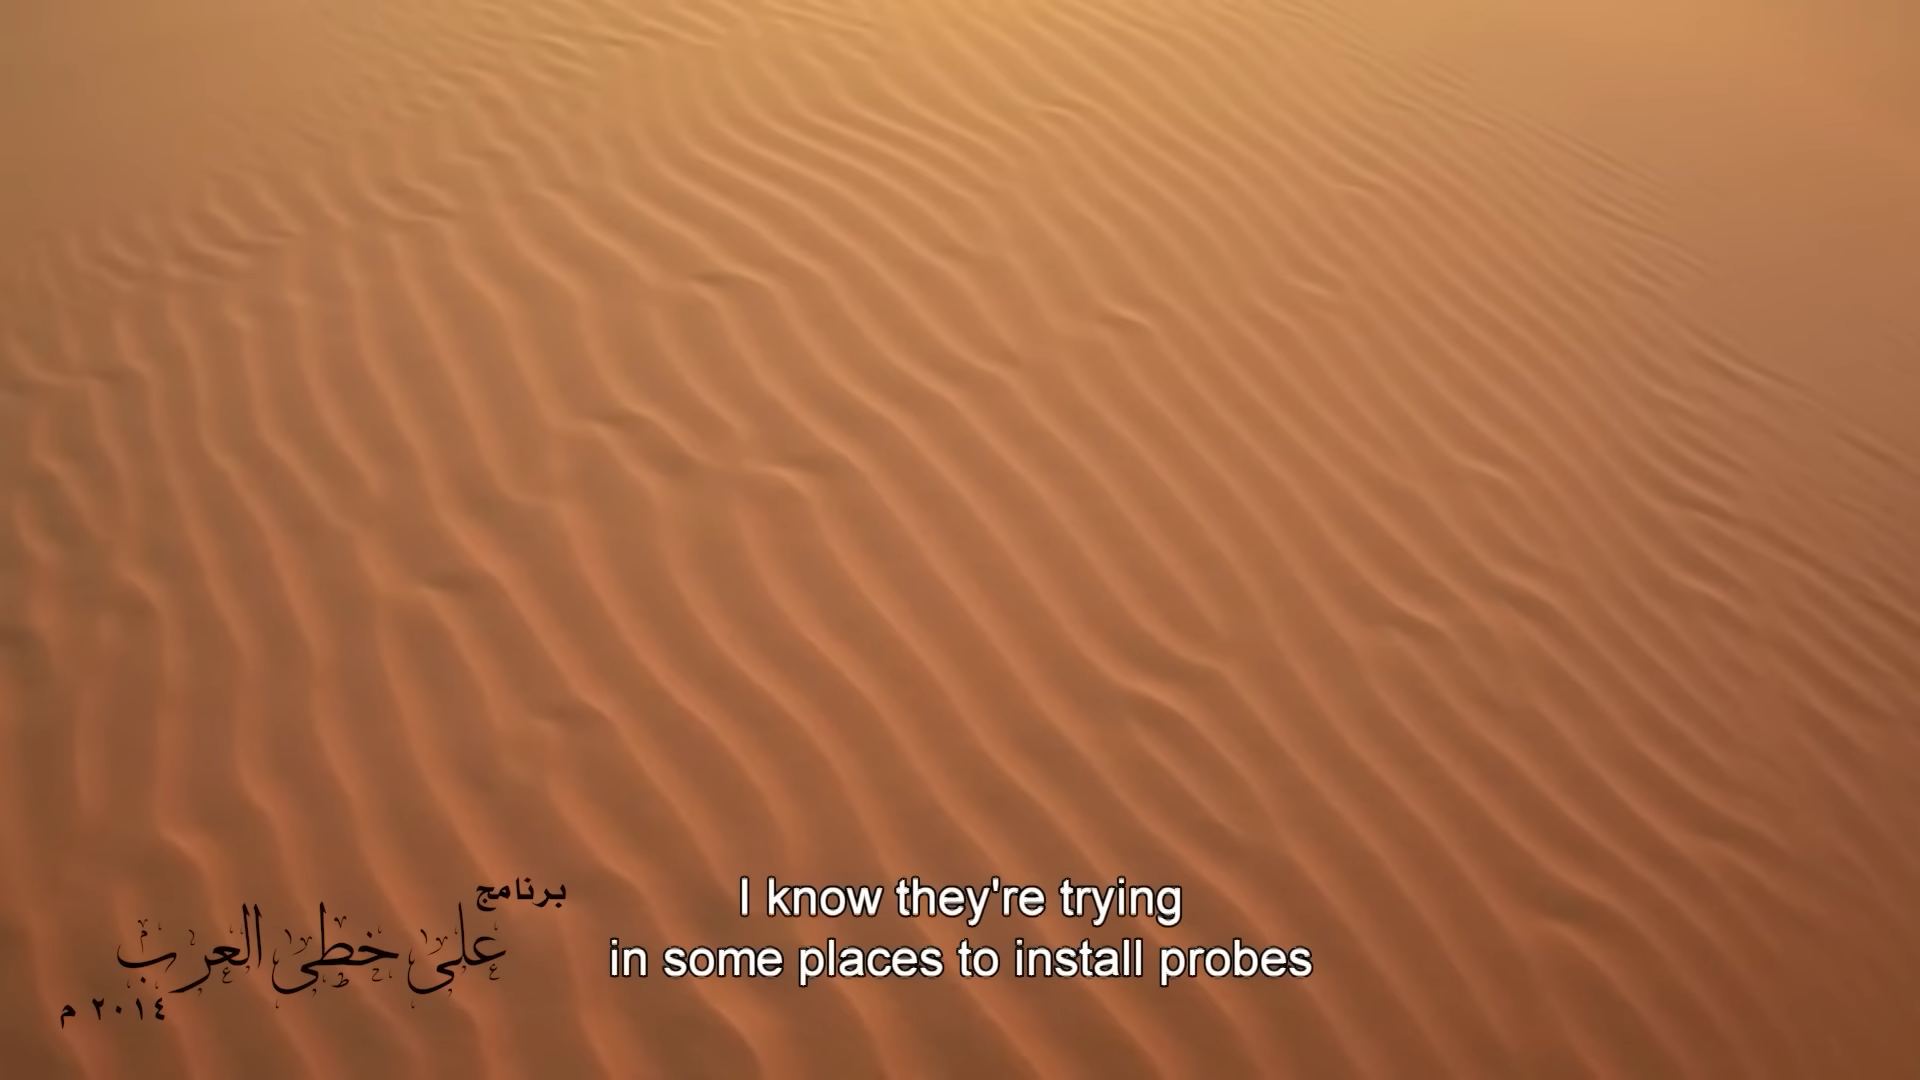 برنامج
على خطى العرب
٢٠١٤ م
I know they're trying
in some places to install probes